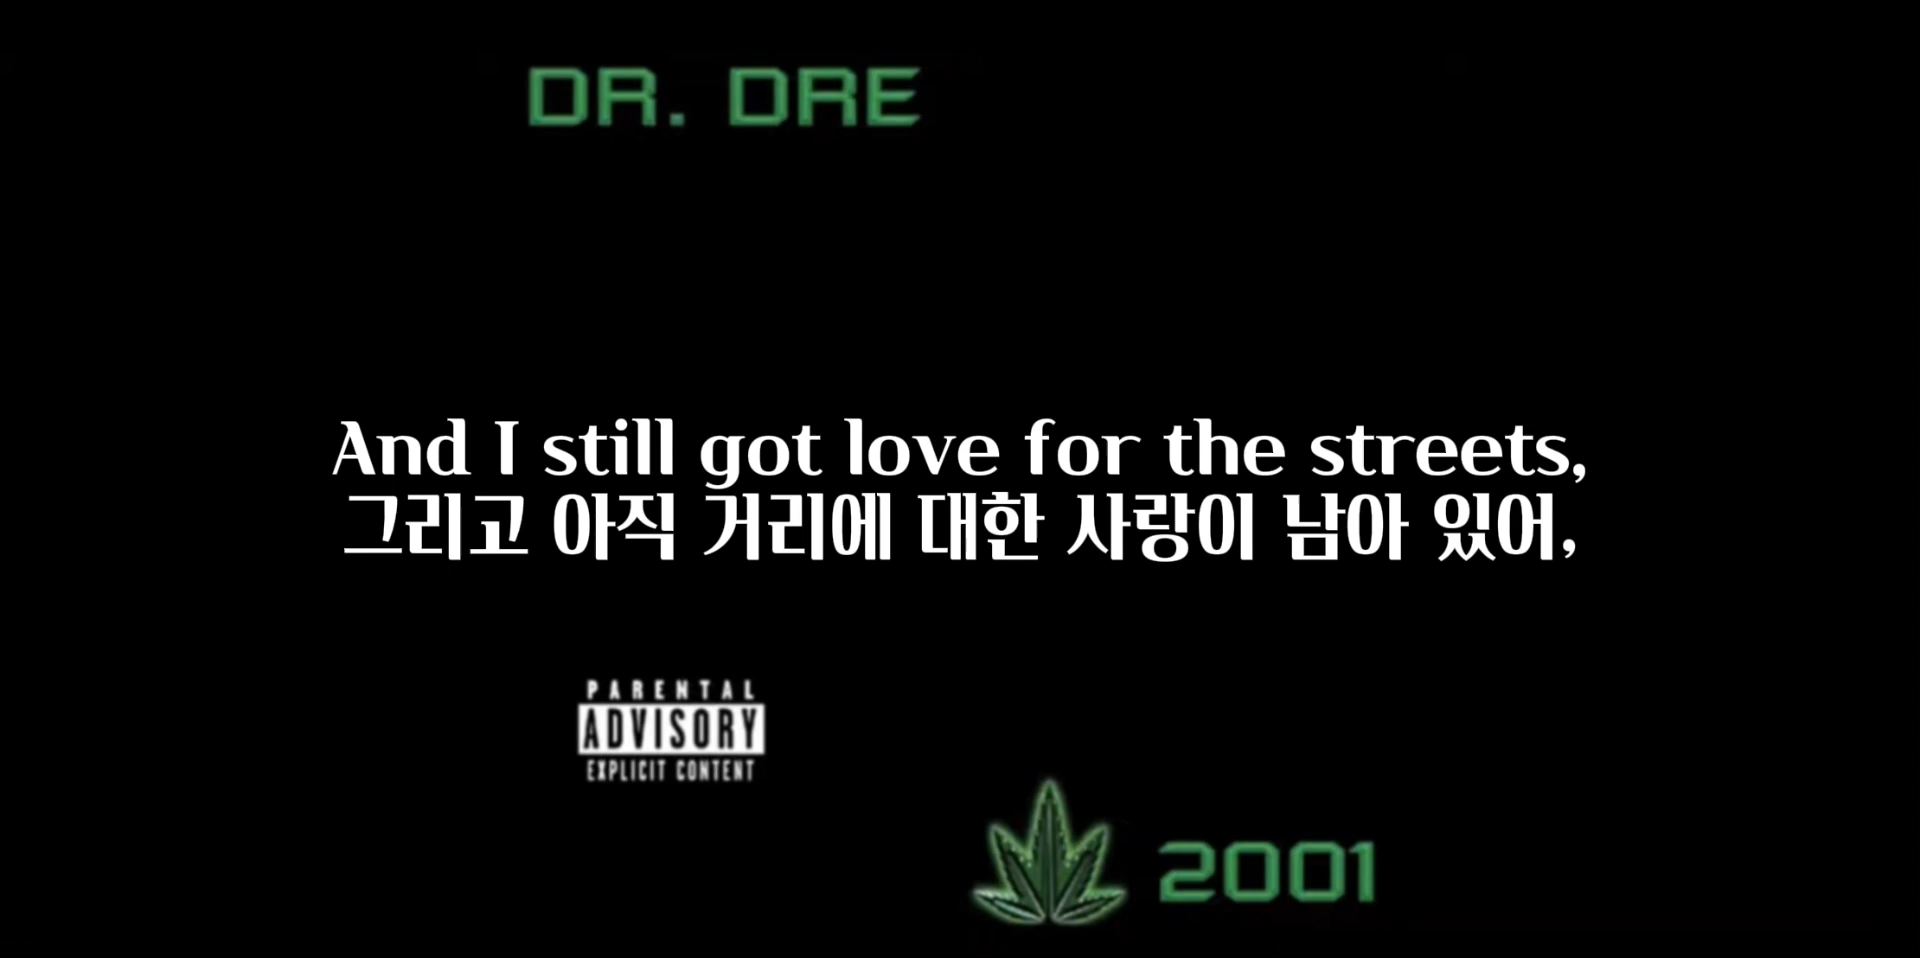 DR. DRE
And I still got love for the streets,
그리고 아직 거리에 대한 사랑이 남아 있어,
PARENTAL
ADVISORY
EXPLICIT CONTENT
2001